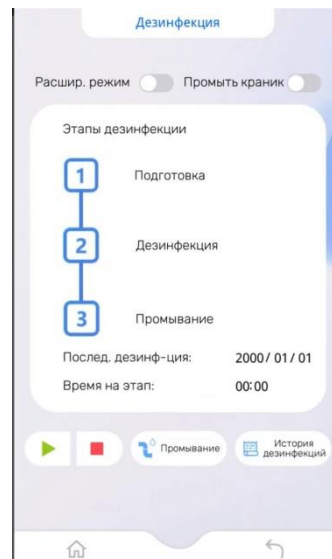 Дезинфекция
Расшир. режим Промыть краник
Этапы дезинфекции
1 Подготовка
2 Дезинфекция
3 Промывание
Послед. дезинф-ция: 2000/ 01/ 01
Время на этап: 00:00
Промывание
История
дезинфекций